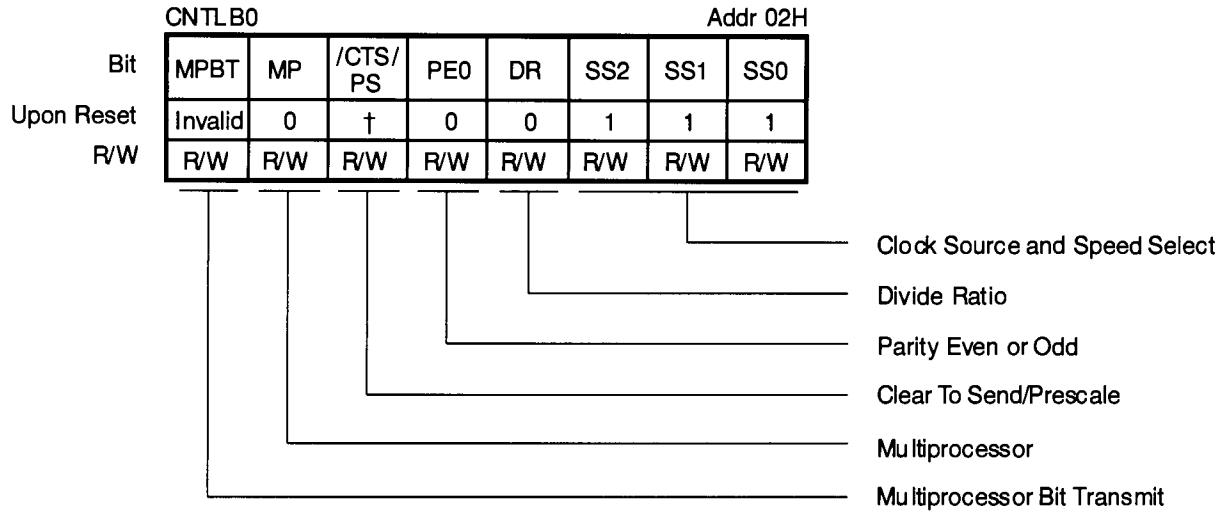 CNTLB0 Addr 02H
Bit MPBT MP /CTS/ PS PE0 DR SS2 SS1 SS0
Upon Reset Invalid 0 † 0 0 1 1 1
R/W R/W R/W R/W R/W R/W R/W R/W R/W
Clock Source and Speed Select
Divide Ratio
Parity Even or Odd
Clear To Send/Prescale
Multiprocessor
Multiprocessor Bit Transmit